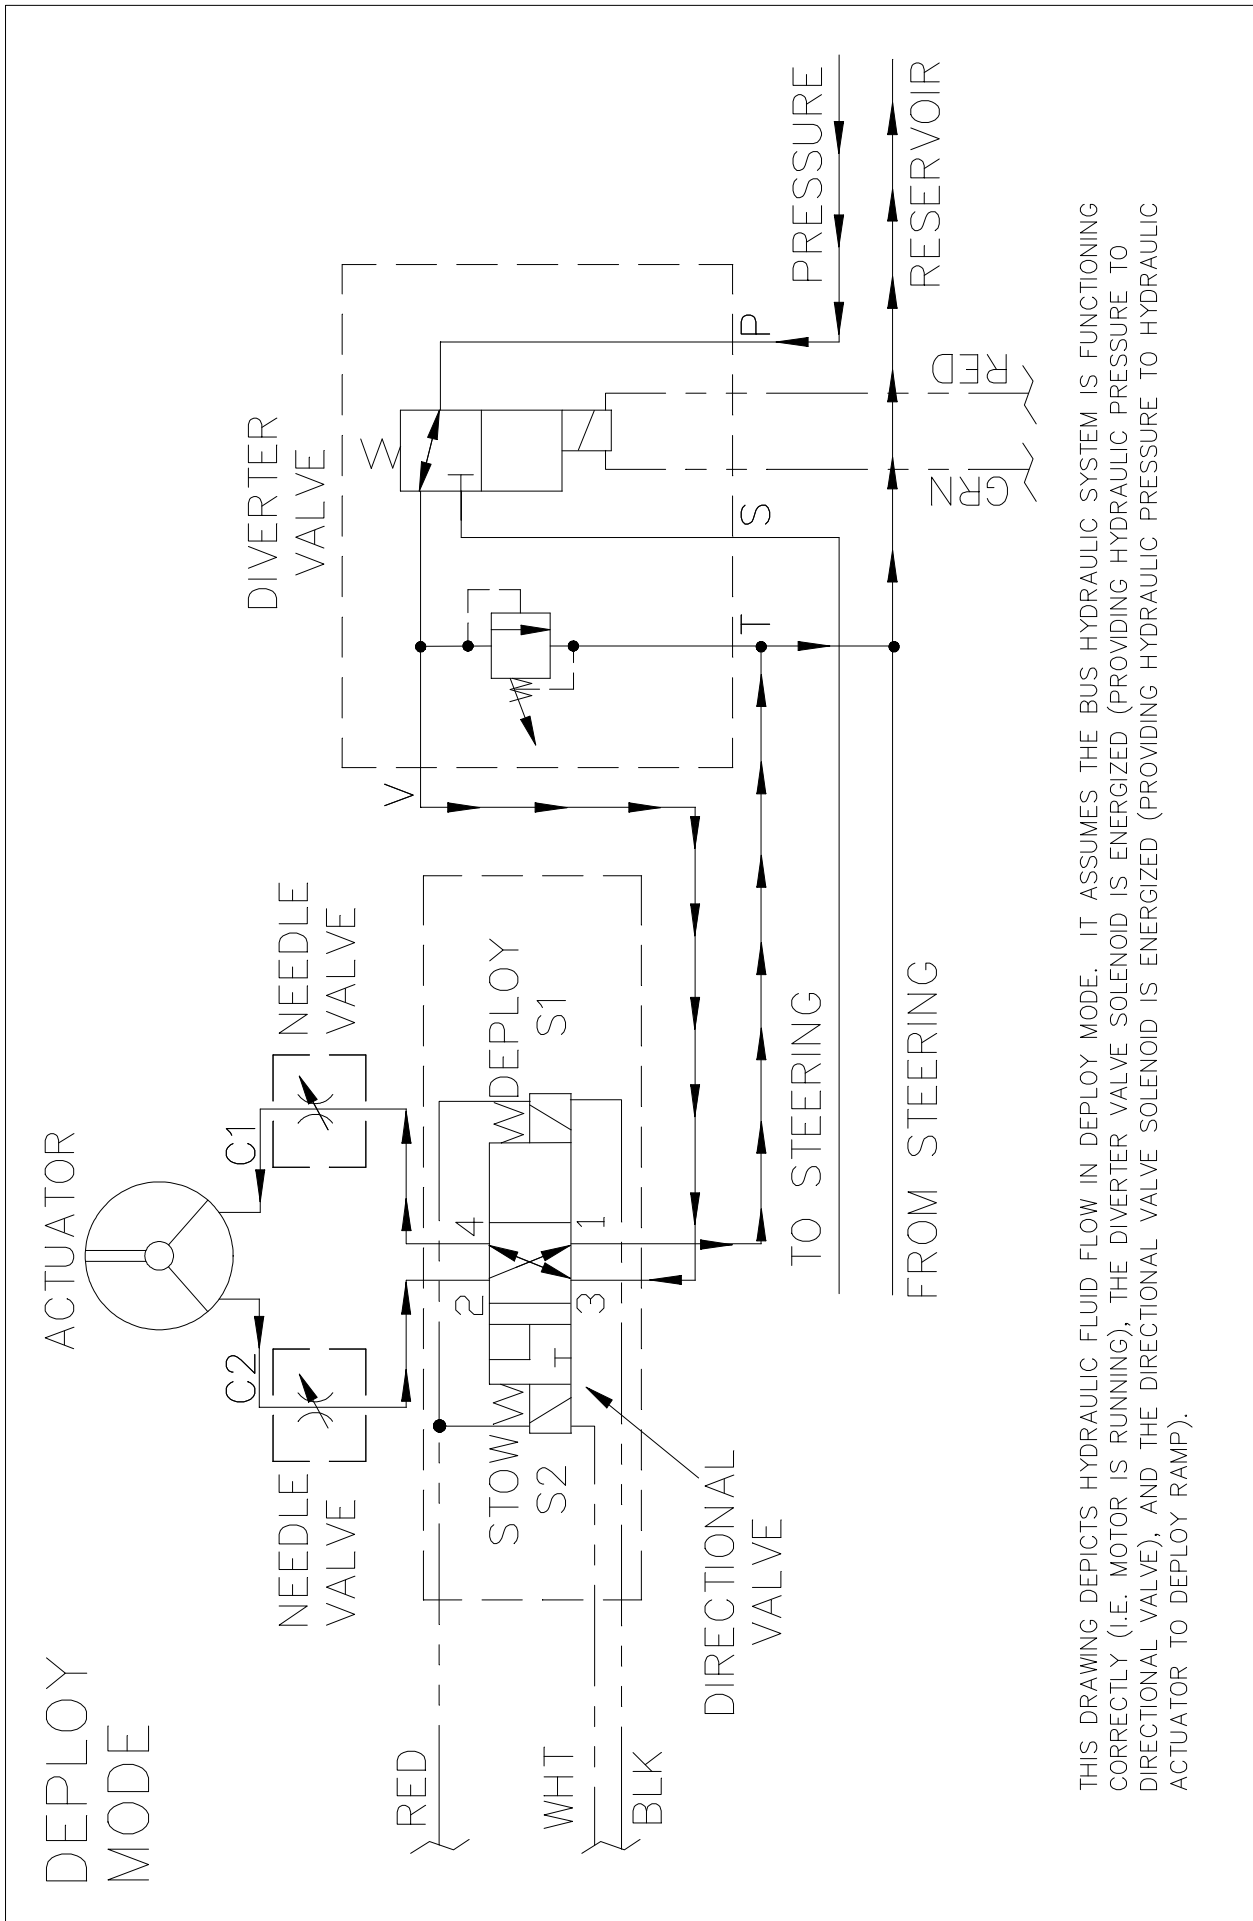 DEPLOY
MODE
ACTUATOR
C2
C1
NEEDLE
VALVE
NEEDLE
VALVE
DIVERTER
VALVE
V
RED
WHT
BLK
STOW
S2
DEPLOY
S1
2
4
3
1
DIRECTIONAL
VALVE
T
S
P
GRN
RED
TO STEERING
FROM STEERING
PRESSURE
RESERVOIR
THIS DRAWING DEPICTS HYDRAULIC FLUID FLOW IN DEPLOY MODE. IT ASSUMES THE BUS HYDRAULIC SYSTEM IS FUNCTIONING
CORRECTLY (I.E. MOTOR IS RUNNING), THE DIVERTER VALVE SOLENOID IS ENERGIZED (PROVIDING HYDRAULIC PRESSURE TO
DIRECTIONAL VALVE), AND THE DIRECTIONAL VALVE SOLENOID IS ENERGIZED (PROVIDING HYDRAULIC PRESSURE TO HYDRAULIC
ACTUATOR TO DEPLOY RAMP).